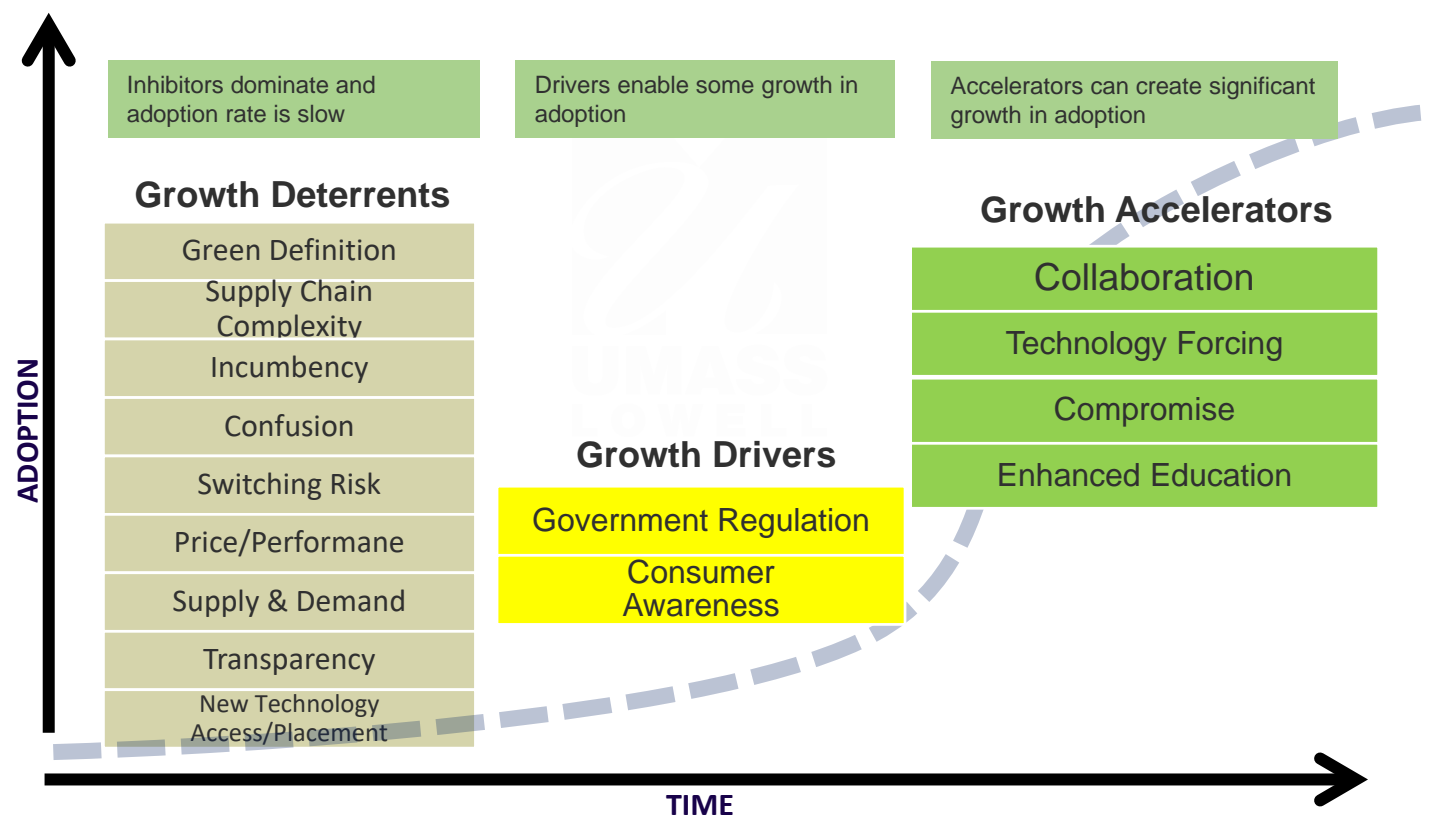 Inhibitors dominate and
adoption rate is slow
Drivers enable some growth in
adoption
Accelerators can create significant
growth in adoption
Growth Deterrents
Green Definition
Supply Chain
Complexity
Incumbency
Confusion
Switching Risk
Price/Performane
Supply & Demand
Transparency
New Technology
Access/Placement
UMASS
LOWELL
Growth Drivers
Government Regulation
Consumer
Awareness
Growth Accelerators
Collaboration
Technology Forcing
Compromise
Enhanced Education
ADOPTION
TIME